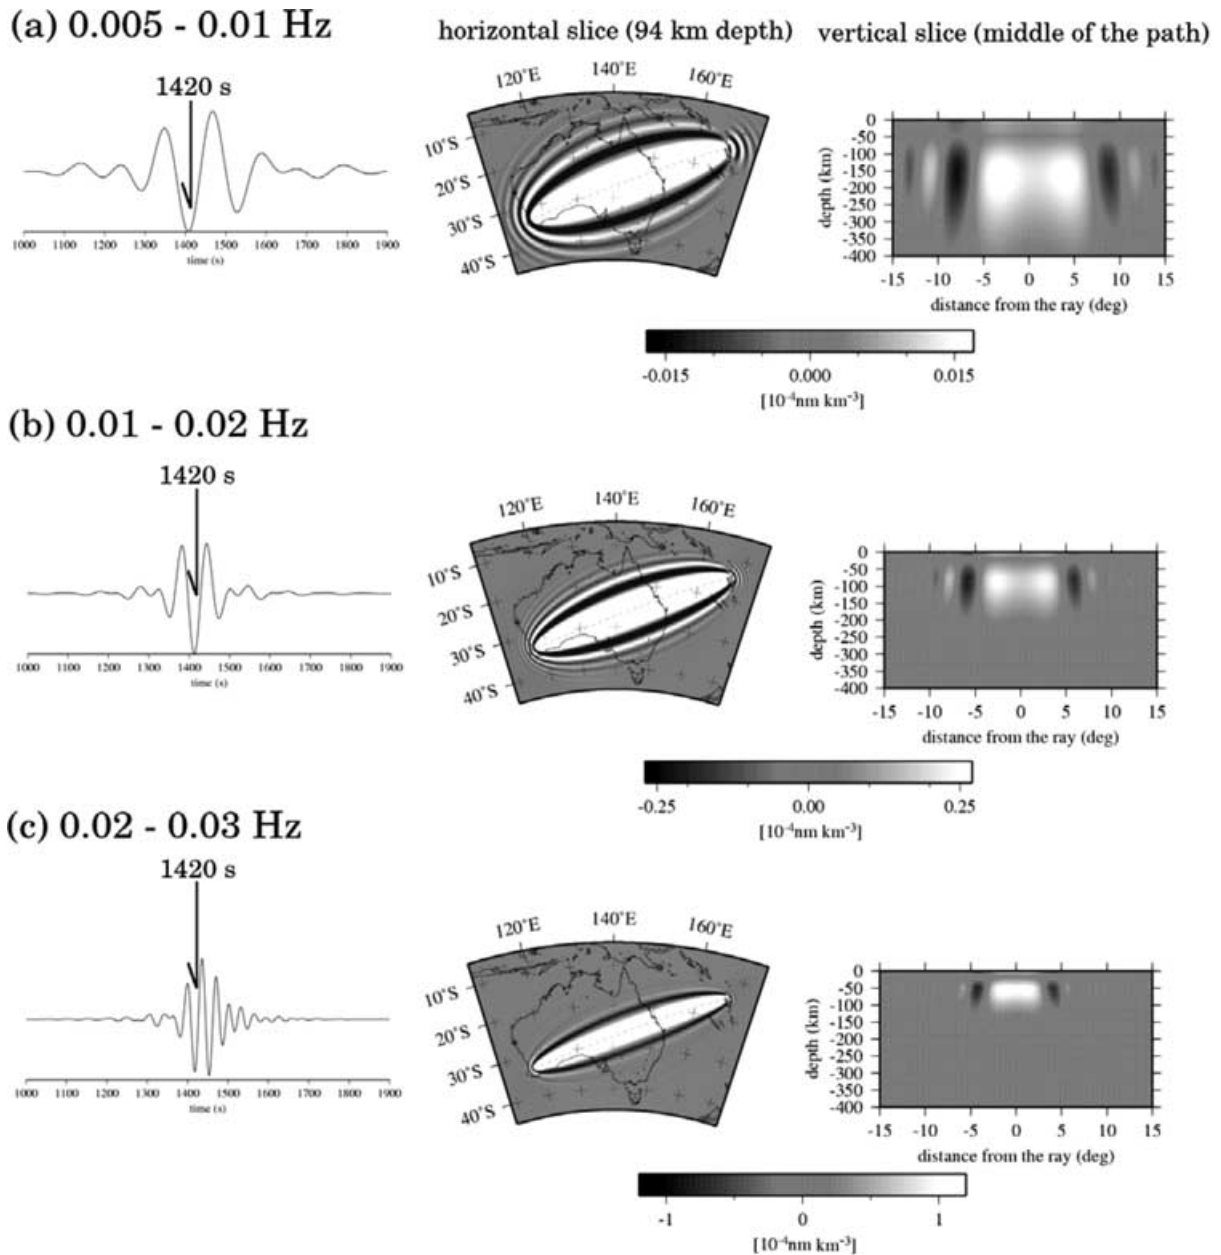 (a) 0.005 - 0.01 Hz
horizontal slice (94 km depth)
vertical slice (middle of the path)
1420 s
1000 1100 1200 1300 1400 1500 1600 1700 1800 1900
time (s)
120°E 140°E 160°E
10°S
20°S
30°S
40°S
0
-50
-100
-150
-200
-250
-300
-350
-400
depth (km)
-15 -10 -5 0 5 10 15
distance from the ray (deg)
-0.015 0.000 0.015
[10⁻⁴nm km⁻³]
(b) 0.01 - 0.02 Hz
1420 s
1000 1100 1200 1300 1400 1500 1600 1700 1800 1900
time (s)
120°E 140°E 160°E
10°S
20°S
30°S
40°S
0
-50
-100
-150
-200
-250
-300
-350
-400
depth (km)
-15 -10 -5 0 5 10 15
distance from the ray (deg)
-0.25 0.00 0.25
[10⁻⁴nm km⁻³]
(c) 0.02 - 0.03 Hz
1420 s
1000 1100 1200 1300 1400 1500 1600 1700 1800 1900
time (s)
120°E 140°E 160°E
10°S
20°S
30°S
40°S
0
-50
-100
-150
-200
-250
-300
-350
-400
depth (km)
-15 -10 -5 0 5 10 15
distance from the ray (deg)
-1 0 1
[10⁻⁴nm km⁻³]